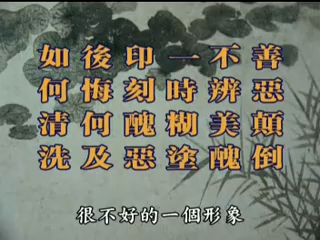 善惡顛倒
不辨美醜
一時糊塗
印刻醜惡
後悔何及
如何清洗
很不好的一個形象